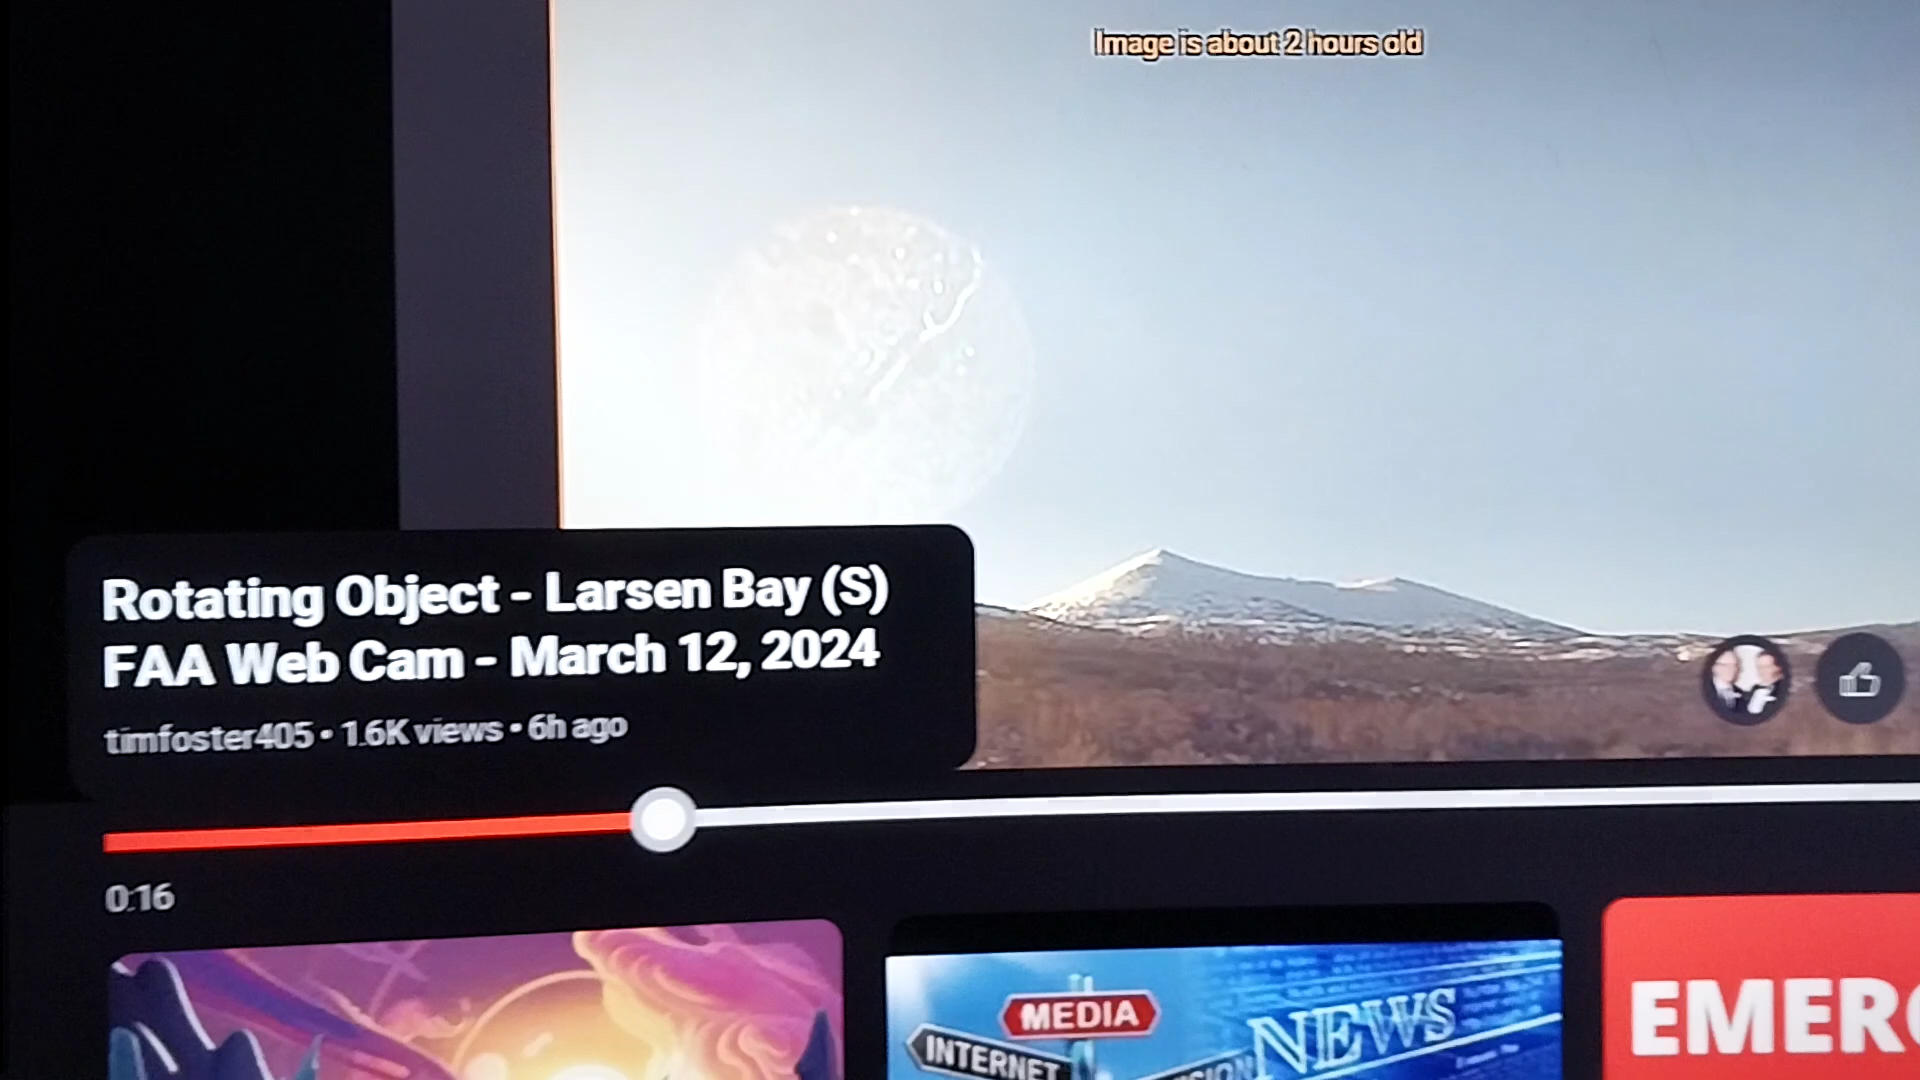 Image is about 2 hours old
Rotating Object - Larsen Bay (S)
FAA Web Cam - March 12, 2024
timfoster405 • 1.6K views • 6h ago
0:16
MEDIA
INTERNET
NEWS
EMERG